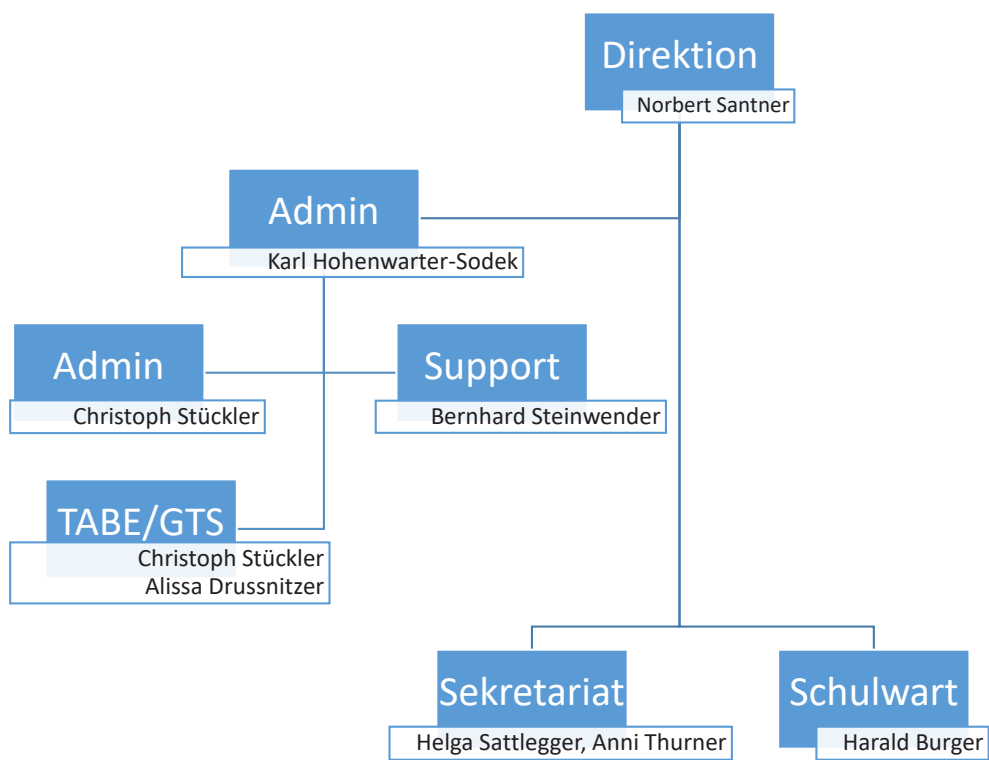 Direktion
Norbert Santner
Admin
Karl Hohenwarter-Sodek
Admin
Christoph Stückler
Support
Bernhard Steinwender
TABE/GTS
Christoph Stückler
Alissa Drussnitzer
Sekretariat
Helga Sattlegger, Anni Thurner
Schulwart
Harald Burger